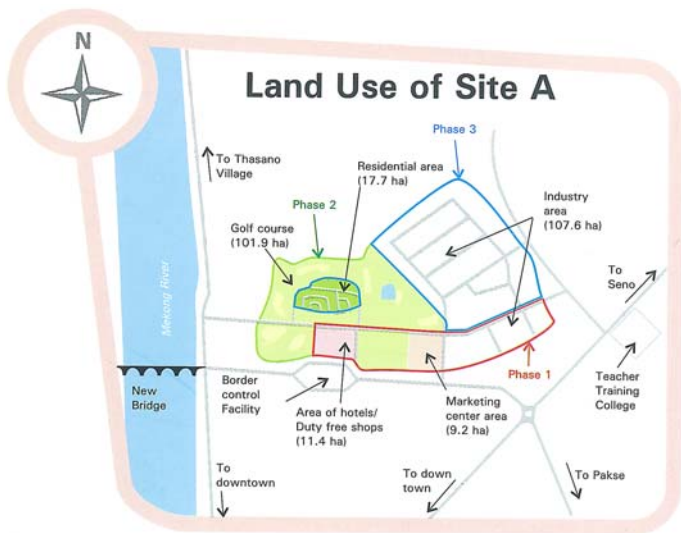 N
Land Use of Site A
Phase 3
To Thasano
Village
Residential area
(17.7 ha)
Phase 2
Industry
area
(107.6 ha)
Golf course
(101.9 ha)
To
Seno
Mekong River
Phase 1
Teacher
Training
College
New
Bridge
Border
control
Facility
Area of hotels/
Duty free shops
(11.4 ha)
Marketing
center area
(9.2 ha)
To
downtown
To down
town
To Pakse